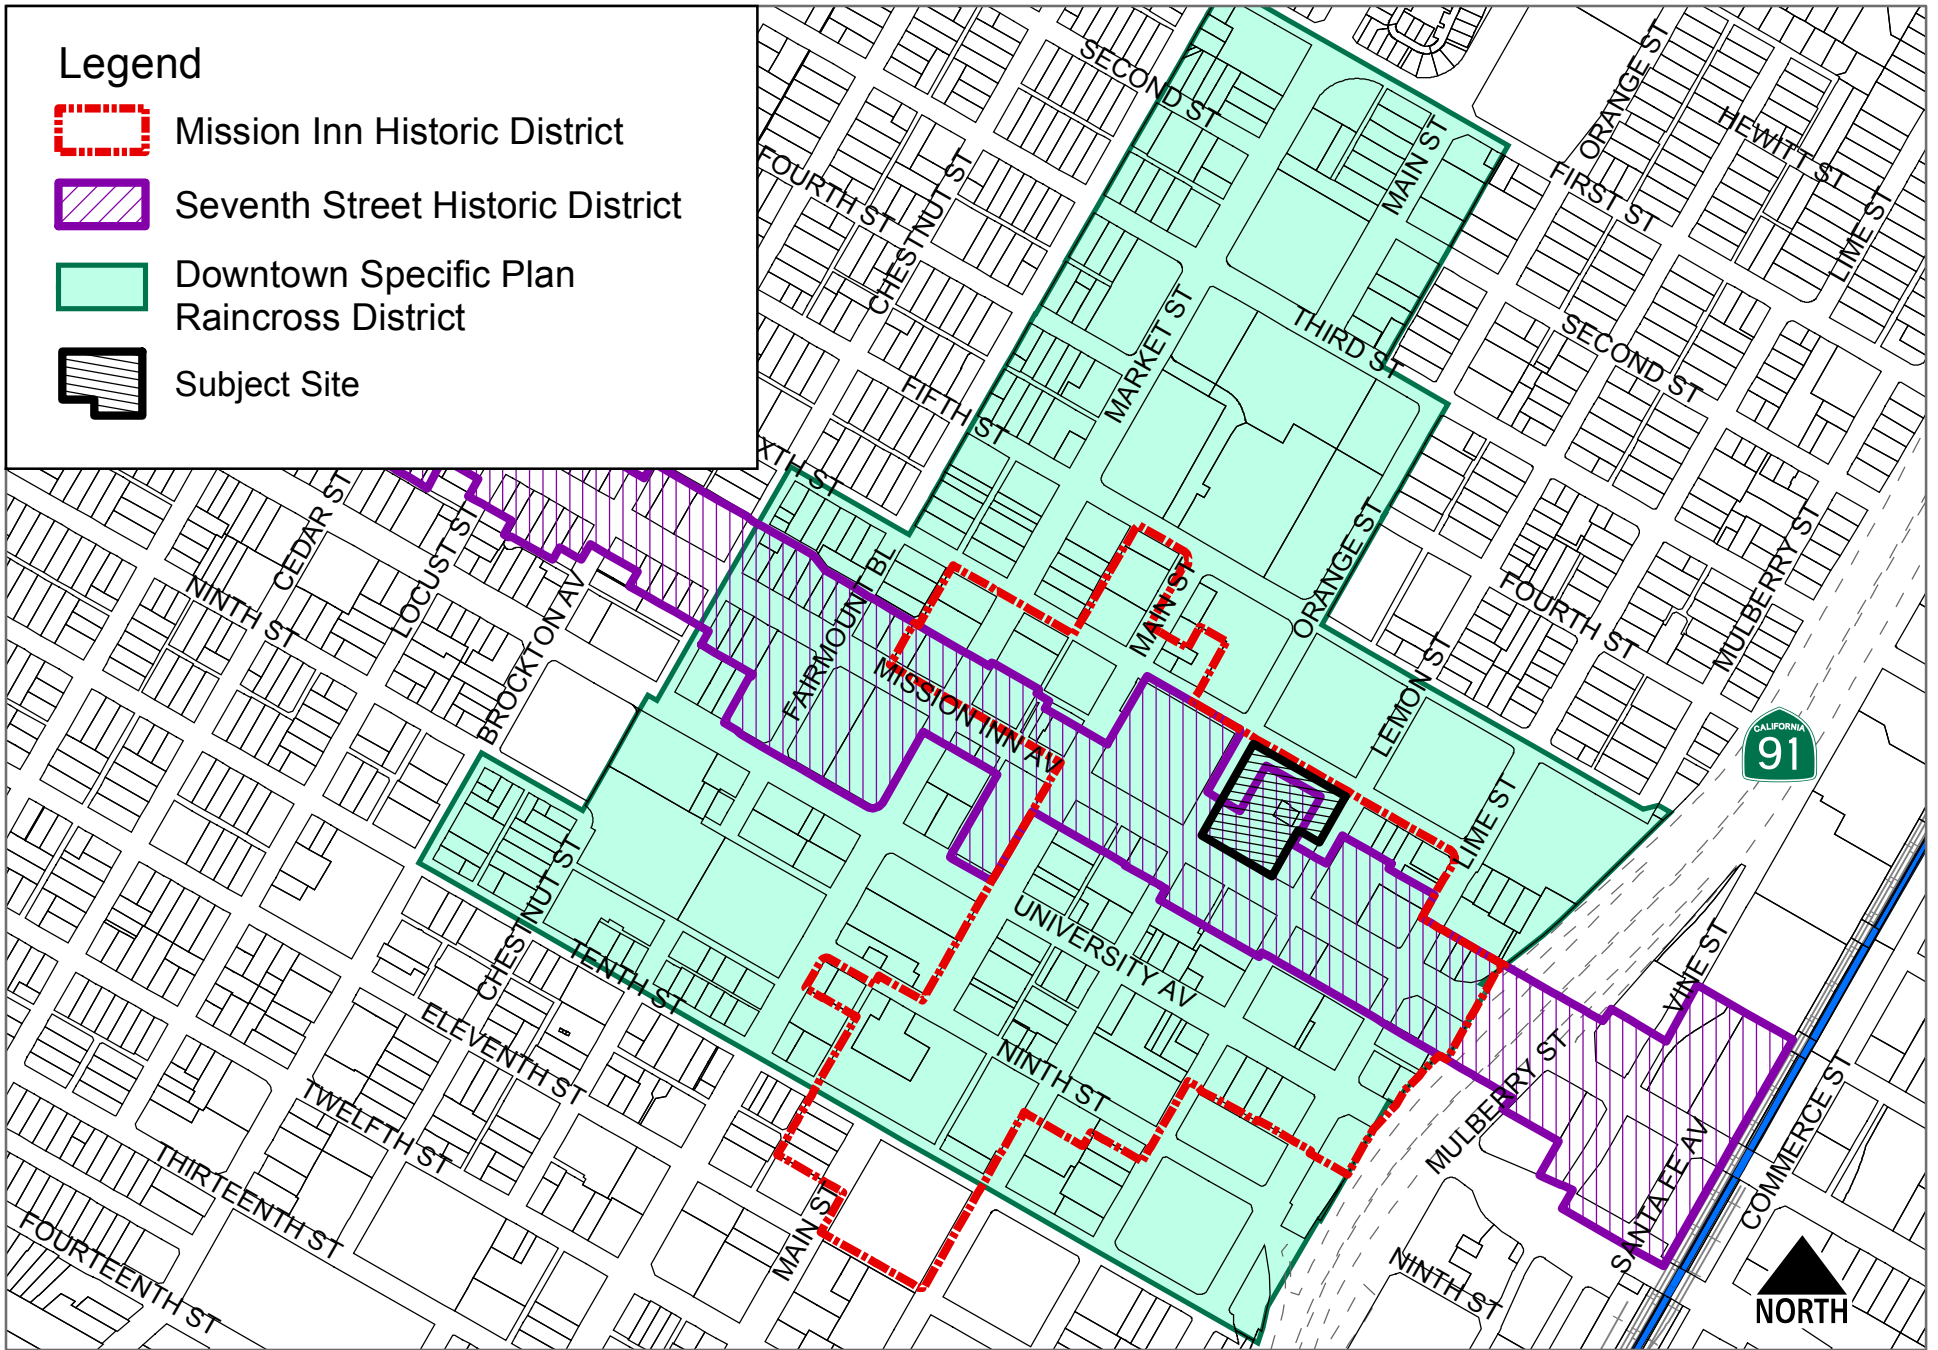 Legend
Mission Inn Historic District
Seventh Street Historic District
Downtown Specific Plan
Raincross District
Subject Site
SECOND ST
ORANGE ST
HEWITT ST
MAIN ST
FOURTH ST
CHESTNUT ST
FIRST ST
LIME ST
MARKET ST
THIRD ST
SECOND ST
FIFTH ST
XTH ST
CEDAR ST
LOCUST ST
ORANGE ST
MULBERRY ST
NINTH ST
BROCKTON AV
FAIRMOUNT BL
MAIN ST
FOURTH ST
MISSION INN AV
LEMON ST
CALIFORNIA
91
LIME ST
CHESTNUT ST
UNIVERSITY AV
TENTH ST
VINE ST
ELEVENTH ST
NINTH ST
MULBERRY ST
TWELFTH ST
COMMERCE ST
THIRTEENTH ST
SANTA FE AV
MAIN ST
FOURTEENTH ST
NINTH ST
NORTH